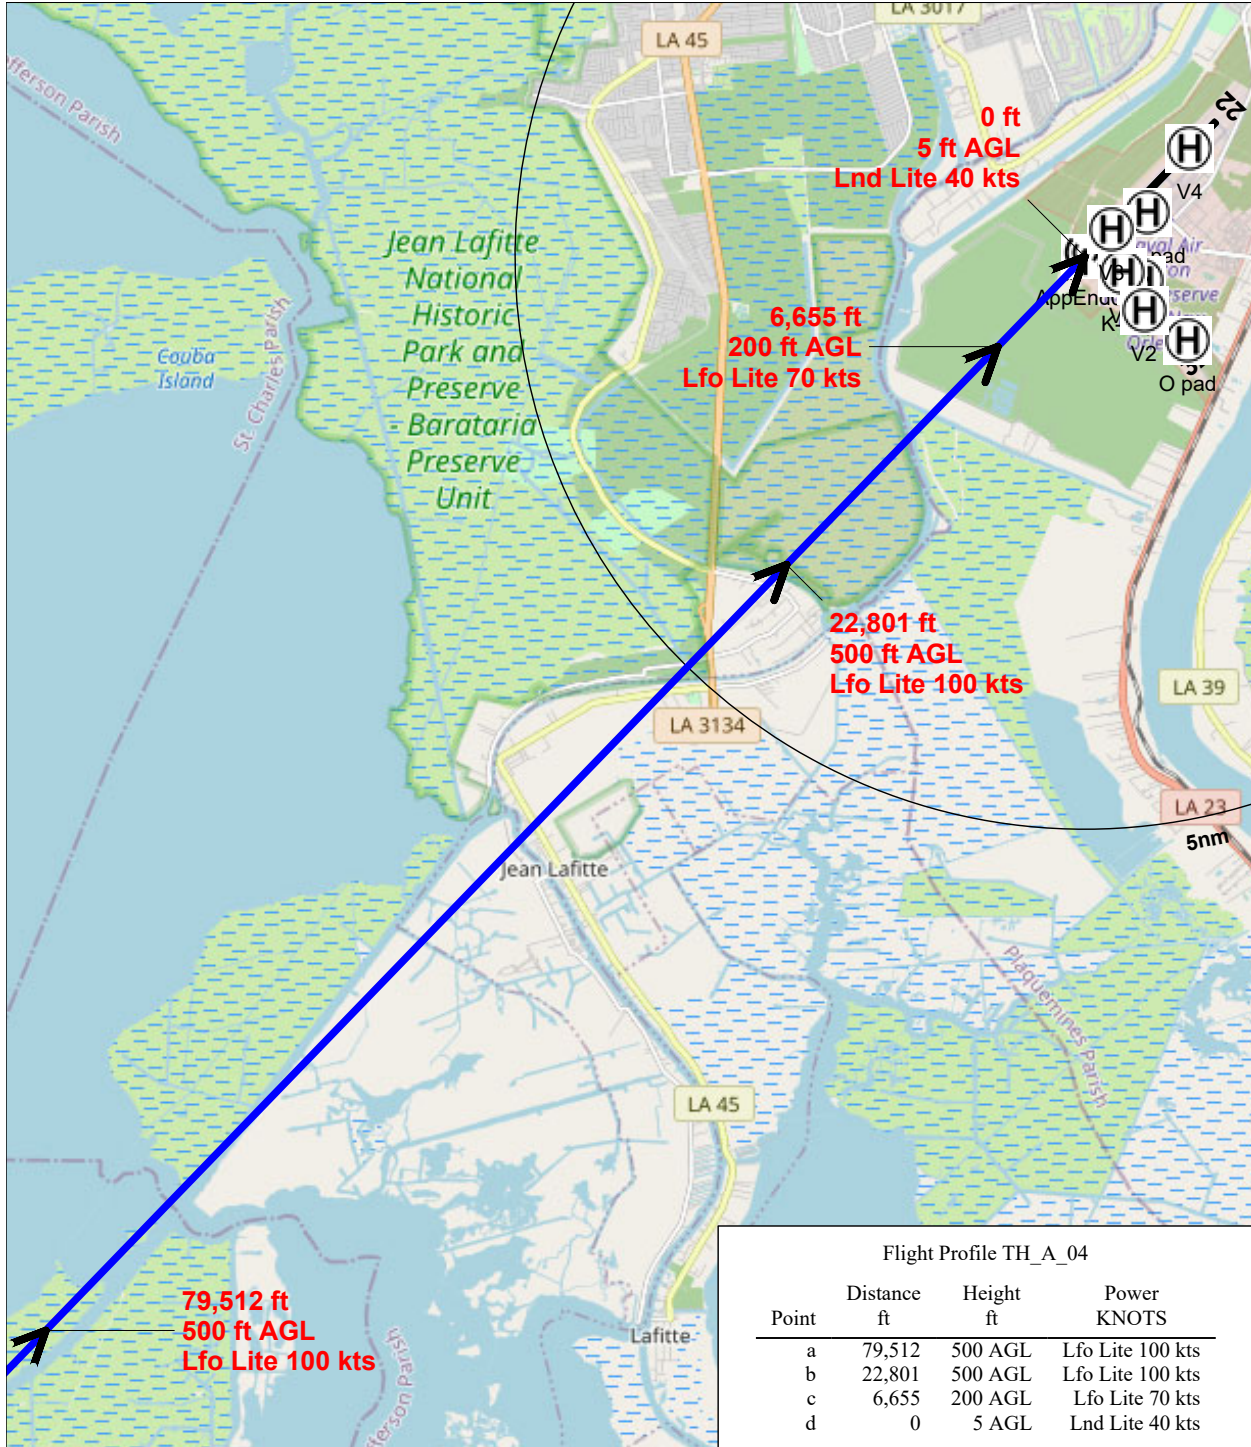 LA 3017
LA 45
Jefferson Parish
22
0 ft
5 ft AGL
Lnd Lite 40 kts
V4
Jean Lafitte
National
Historic
Park and
Preserve
- Barataria
Preserve
Unit
pad
AppEnd
6,655 ft
200 ft AGL
Lfo Lite 70 kts
V2
O pad
Couba
Island
St. Charles Parish
22,801 ft
500 ft AGL
Lfo Lite 100 kts
LA 39
LA 3134
LA 23
5nm
Jean Lafitte
Plaquemines Parish
LA 45
79,512 ft
500 ft AGL
Lfo Lite 100 kts
Lafitte
fferson Parish
Flight Profile TH_A_04
Point Distance ft Height ft Power KNOTS
a 79,512 500 AGL Lfo Lite 100 kts
b 22,801 500 AGL Lfo Lite 100 kts
c 6,655 200 AGL Lfo Lite 70 kts
d 0 5 AGL Lnd Lite 40 kts